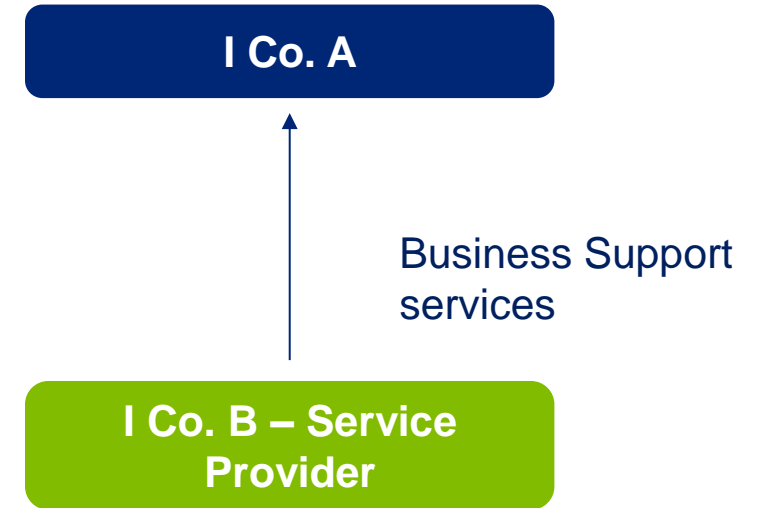 I Co. A
Business Support
services
I Co. B – Service
Provider